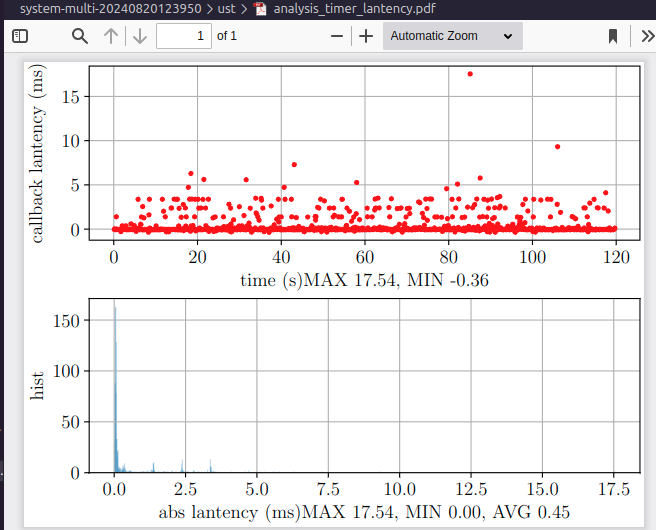 system-multi-20240820123950 › ust › analysis_timer_lantency.pdf
1 of 1 Automatic Zoom
callback lantency (ms)
15
10
5
0
0 20 40 60 80 100 120
time (s)MAX 17.54, MIN -0.36
hist
150
100
50
0
0.0 2.5 5.0 7.5 10.0 12.5 15.0 17.5
abs lantency (ms)MAX 17.54, MIN 0.00, AVG 0.45